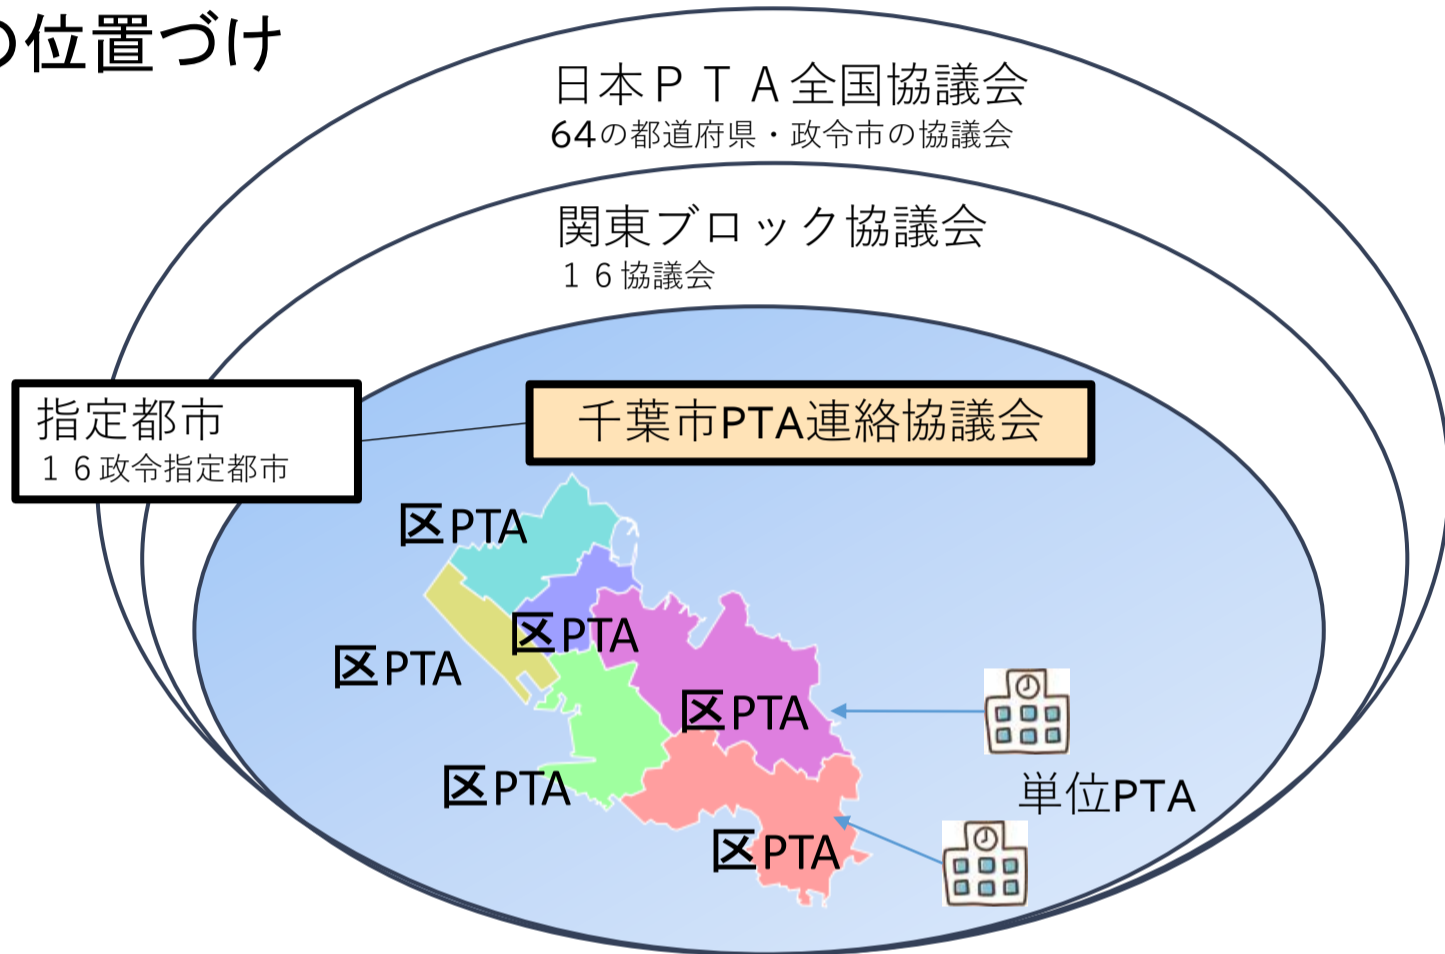 の位置づけ
日本ＰＴＡ全国協議会
64の都道府県・政令市の協議会
関東ブロック協議会
１６協議会
指定都市
１６政令指定都市
千葉市PTA連絡協議会
区PTA
区PTA
区PTA
区PTA
区PTA
単位PTA
区PTA